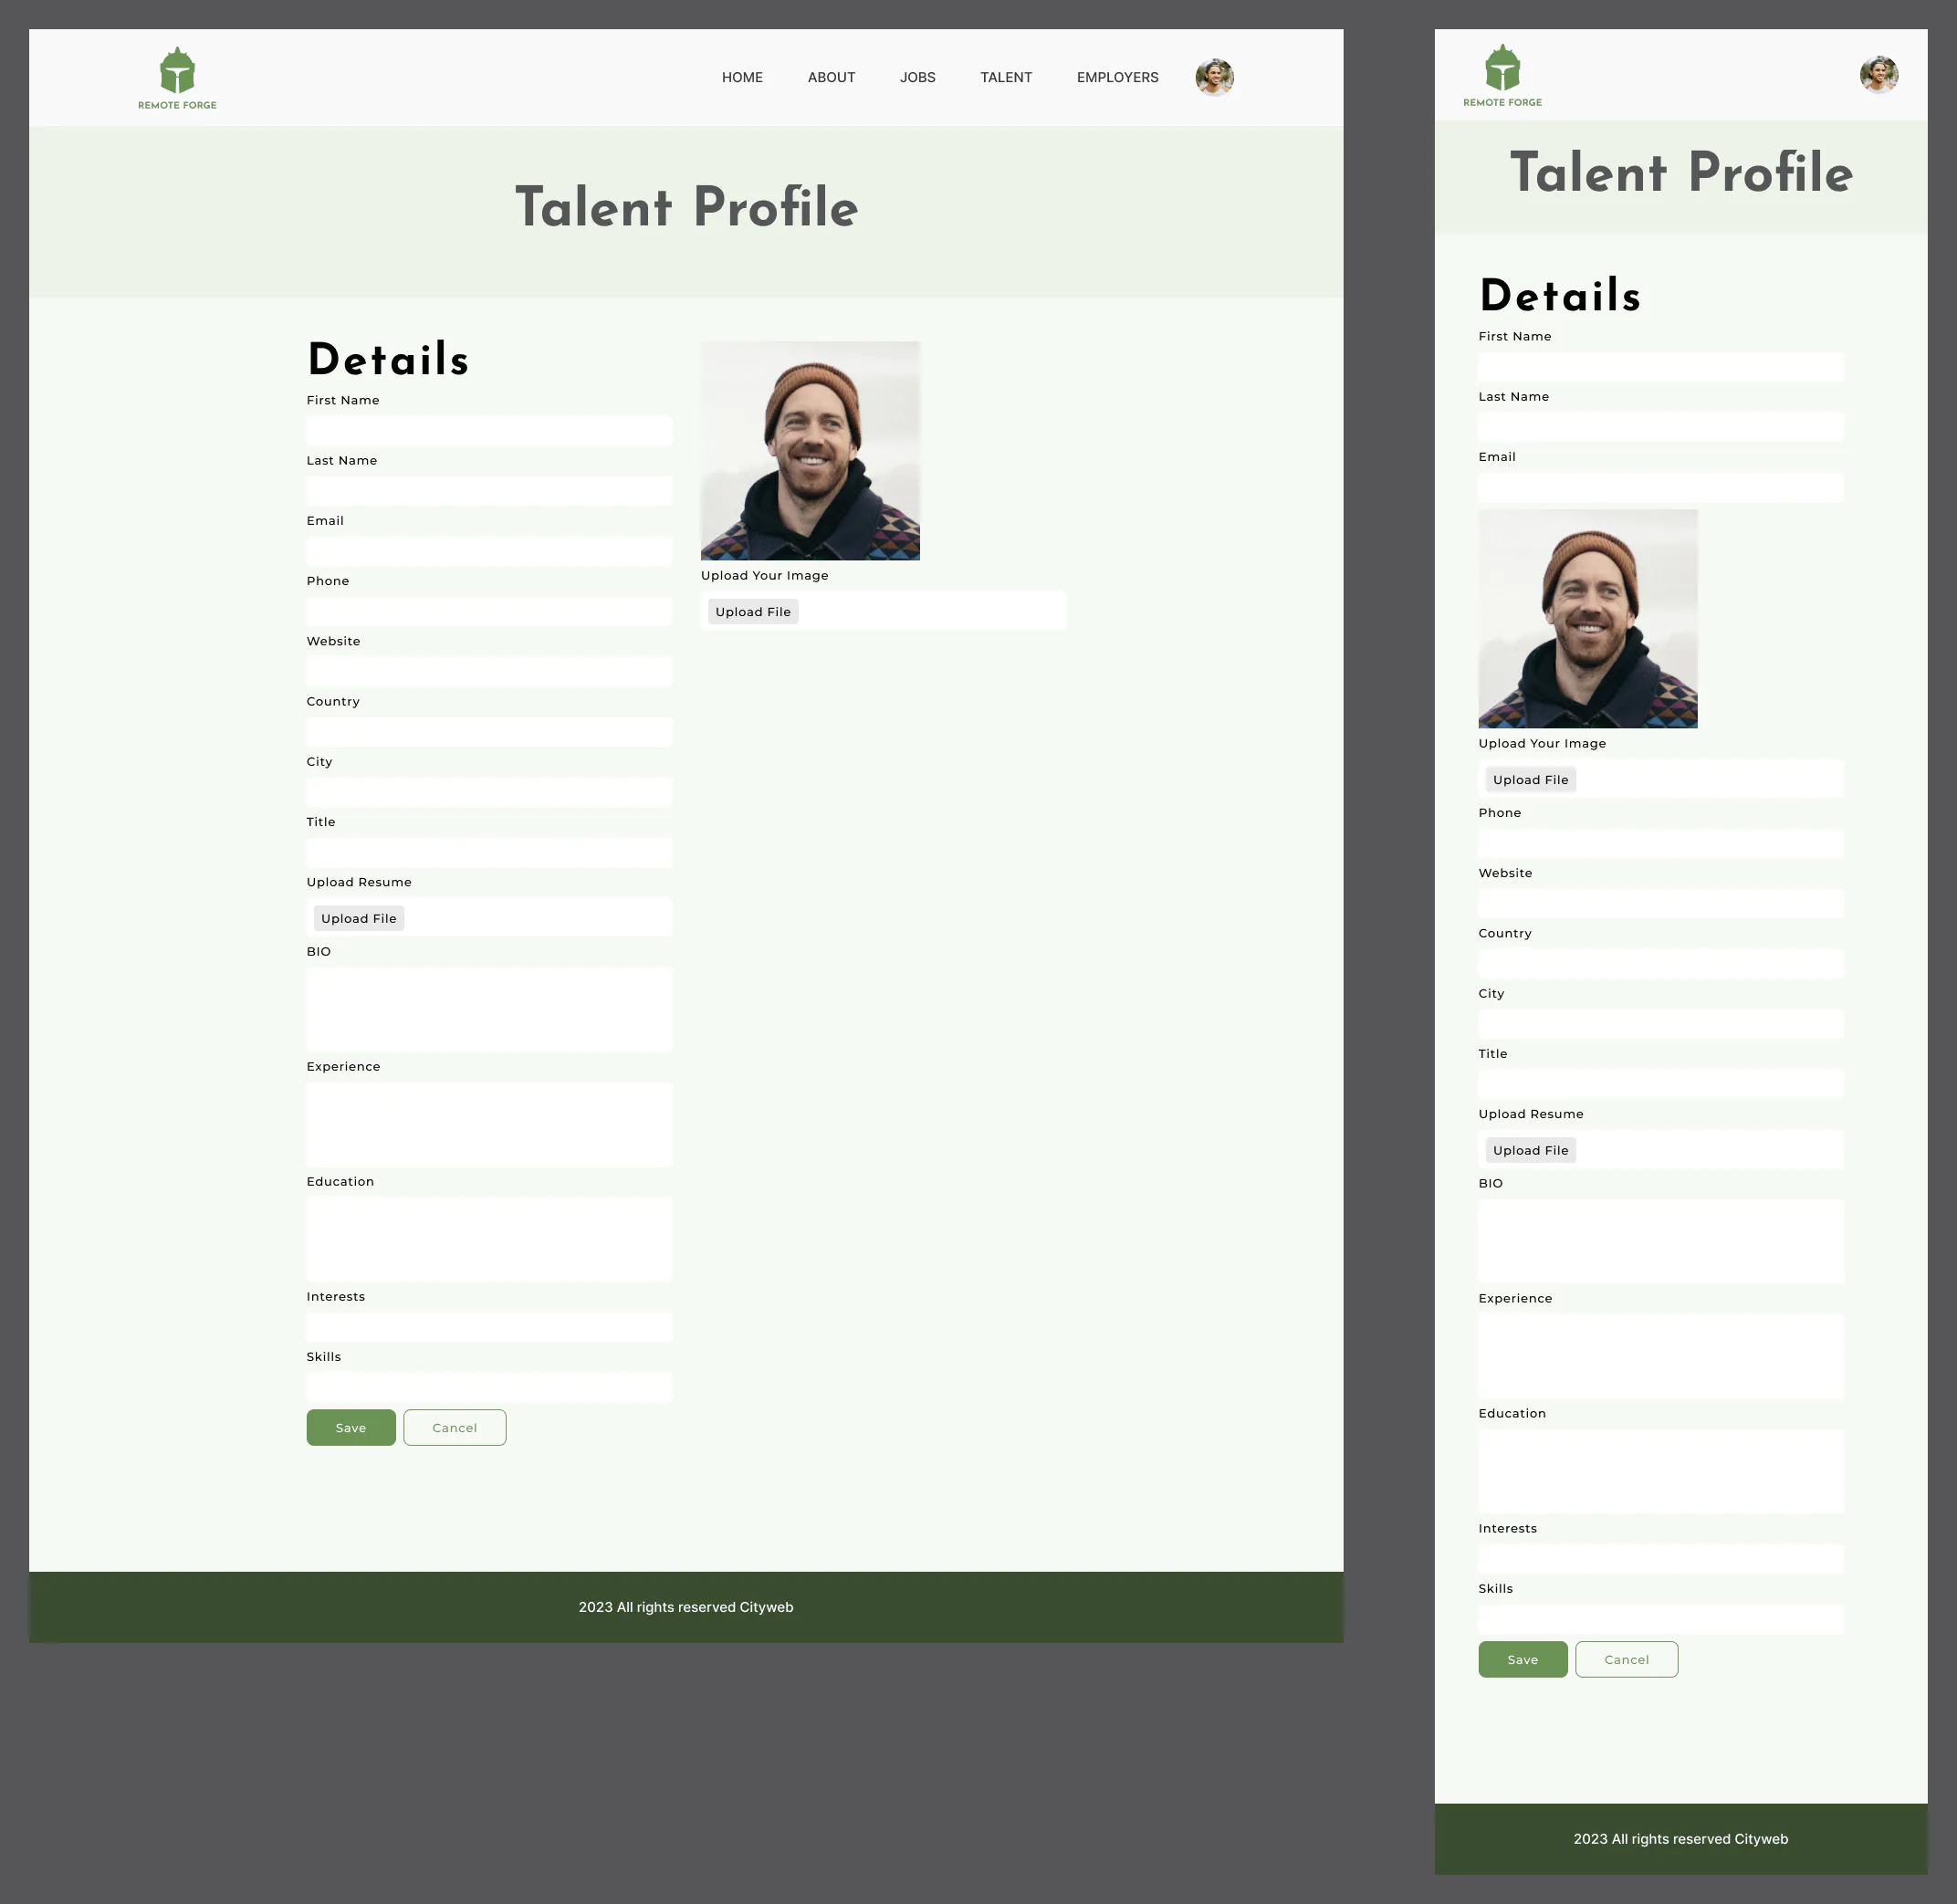 REMOTE FORGE
HOME ABOUT JOBS TALENT EMPLOYERS
Talent Profile
Details
First Name
Last Name
Email
Phone
Website
Country
City
Title
Upload Resume
Upload File
BIO
Experience
Education
Interests
Skills
Save Cancel
Upload Your Image
Upload File
2023 All rights reserved Cityweb
REMOTE FORGE
Talent Profile
Details
First Name
Last Name
Email
Upload Your Image
Upload File
Phone
Website
Country
City
Title
Upload Resume
Upload File
BIO
Experience
Education
Interests
Skills
Save Cancel
2023 All rights reserved Cityweb